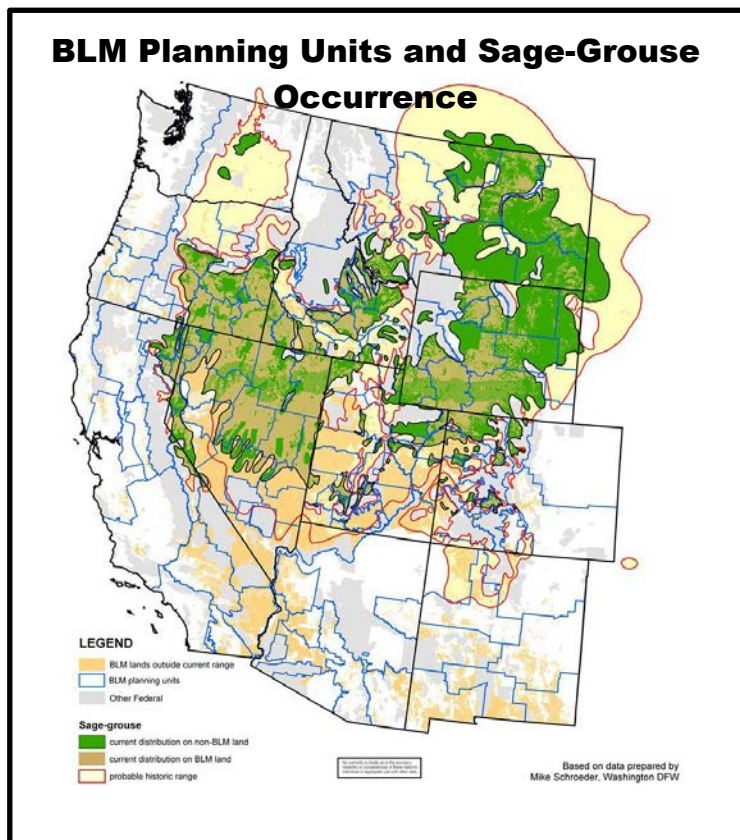 BLM Planning Units and Sage-Grouse
Occurrence
LEGEND
BLM lands outside current range
BLM planning units
Other Federal
Sage-grouse
current distribution on non-BLM land
current distribution on BLM land
probable historic range
Based on data prepared by
Mike Schroeder, Washington DFW